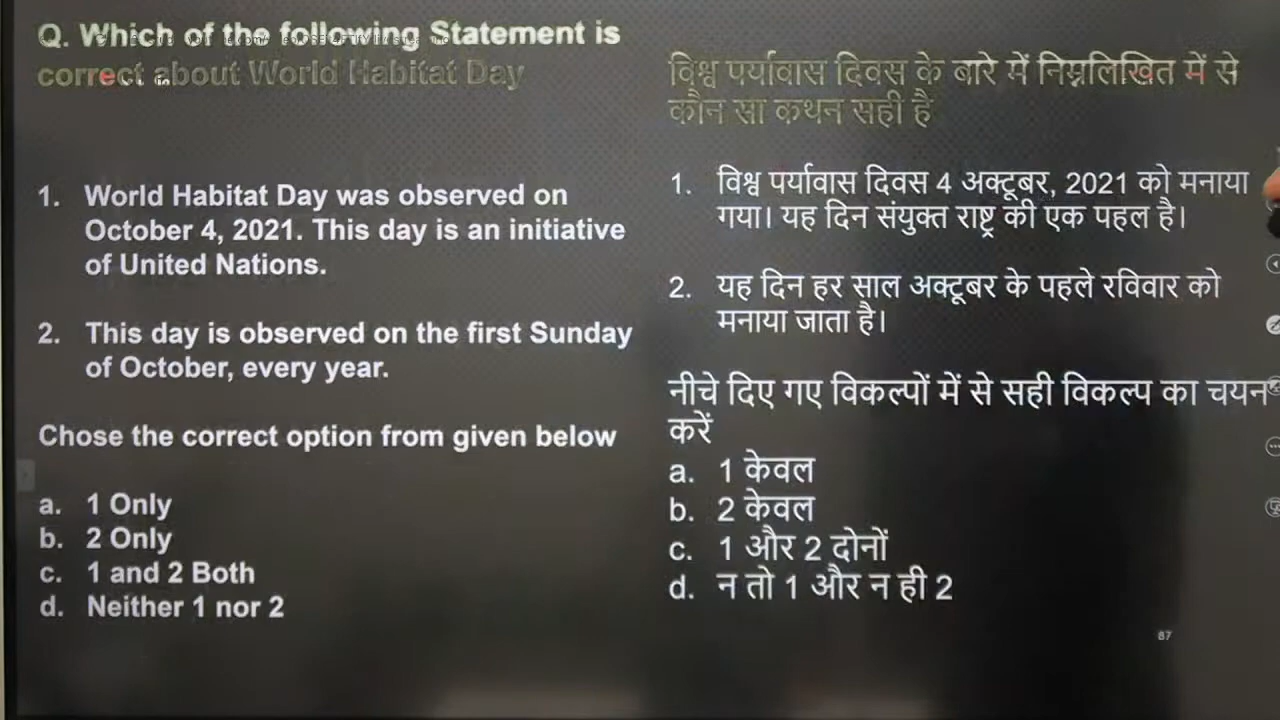 Q. Which of the following Statement is
correct about World Habitat Day
1. World Habitat Day was observed on
October 4, 2021. This day is an initiative
of United Nations.
2. This day is observed on the first Sunday
of October, every year.
Chose the correct option from given below
a. 1 Only
b. 2 Only
c. 1 and 2 Both
d. Neither 1 nor 2
विश्व पर्यावास दिवस के बारे में निम्नलिखित में से
कौन सा कथन सही है
1. विश्व पर्यावास दिवस 4 अक्टूबर, 2021 को मनाया
गया। यह दिन संयुक्त राष्ट्र की एक पहल है।
2. यह दिन हर साल अक्टूबर के पहले रविवार को
मनाया जाता है।
नीचे दिए गए विकल्पों में से सही विकल्प का चयन
करें
a. 1 केवल
b. 2 केवल
c. 1 और 2 दोनों
d. न तो 1 और न ही 2
87